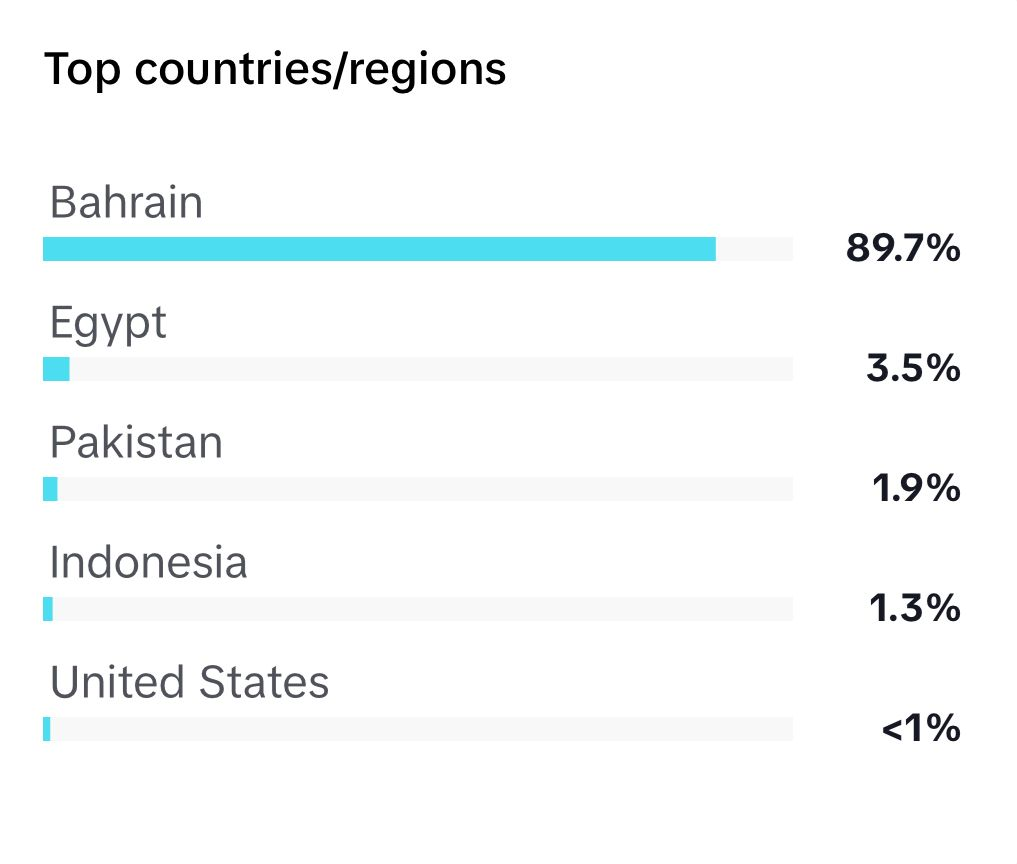 Top countries/regions
Bahrain
89.7%
Egypt
3.5%
Pakistan
1.9%
Indonesia
1.3%
United States
<1%